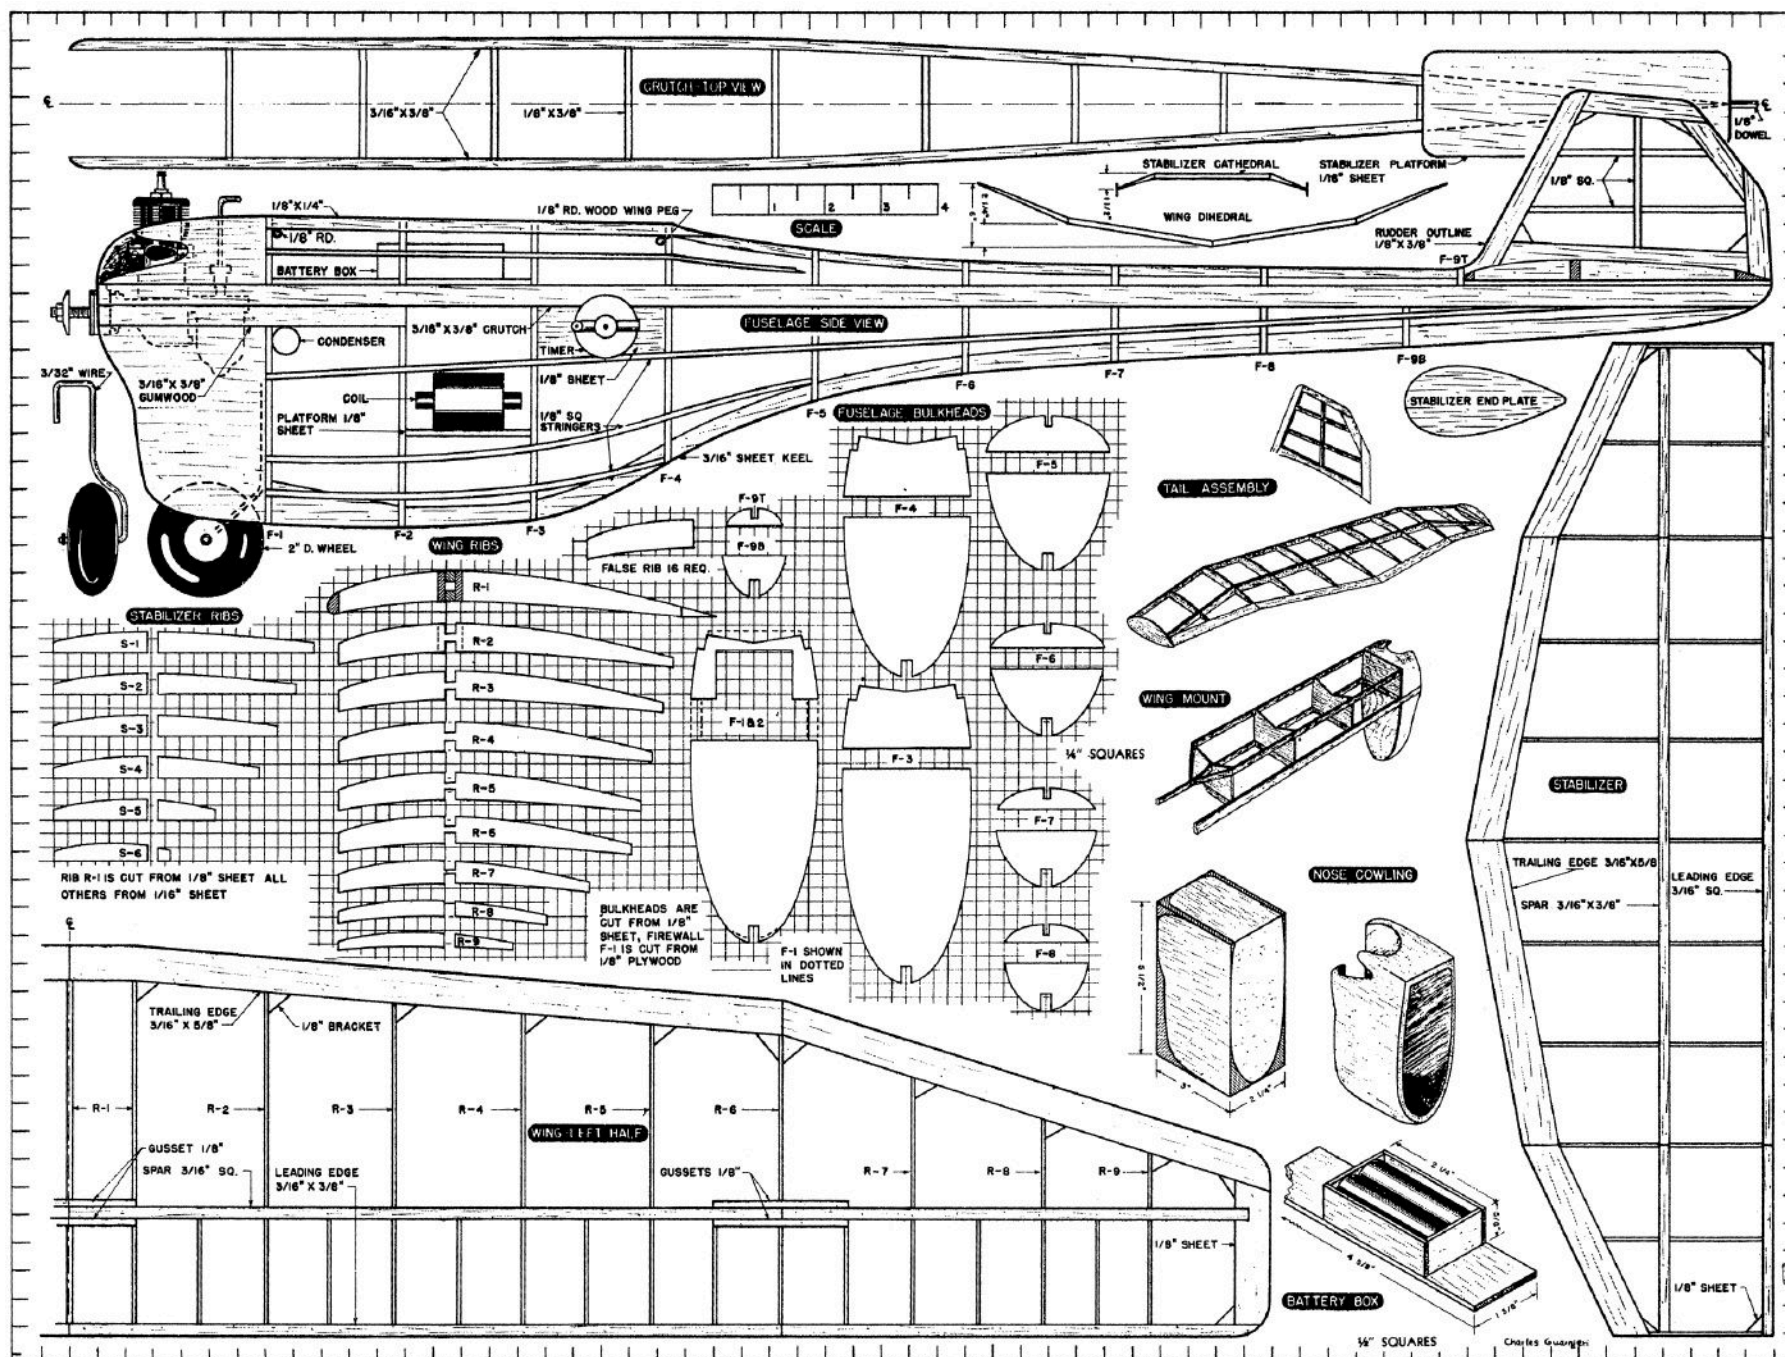 CRUTCH TOP VIEW
℄
3/16" X 3/8"
1/8" X 3/8"
℄
1/8"
DOWEL
STABILIZER CATHEDRAL
STABILIZER PLATFORM
1/16" SHEET
1/8" SQ.
WING DIHEDRAL
1 1/2"
6"
1 2 3 4
SCALE
RUDDER OUTLINE
1/8" X 3/8"
F-9T
1/8" X 1/4"
1/8" RD. WOOD WING PEG
1/8" RD.
BATTERY BOX
3/16" X 3/8" CRUTCH
FUSELAGE SIDE VIEW
CONDENSER
TIMER
1/8" SHEET
3/32" WIRE
3/16" X 3/8"
GUMWOOD
COIL
PLATFORM 1/8"
SHEET
1/8" SQ
STRINGERS
3/16" SHEET KEEL
F-1
F-2
F-3
F-4
F-5
F-6
F-7
F-8
F-9B
2" D. WHEEL
FUSELAGE BULKHEADS
F-5
F-4
F-9T
F-9B
F-6
F-1&2
F-3
F-7
F-8
1/4" SQUARES
BULKHEADS ARE
CUT FROM 1/8"
SHEET, FIREWALL
F-1 IS CUT FROM
1/8" PLYWOOD
F-1 SHOWN
IN DOTTED
LINES
WING RIBS
FALSE RIB 16 REQ.
R-1
R-2
R-3
R-4
R-5
R-6
R-7
R-8
R-9
STABILIZER RIBS
S-1
S-2
S-3
S-4
S-5
S-6
RIB R-1 IS CUT FROM 1/8" SHEET ALL
OTHERS FROM 1/16" SHEET
STABILIZER END PLATE
TAIL ASSEMBLY
WING MOUNT
NOSE COWLING
5 1/2"
3"
2 1/4"
STABILIZER
TRAILING EDGE 3/16" X 5/8
SPAR 3/16" X 3/8"
LEADING EDGE
3/16" SQ.
1/8" SHEET
℄
TRAILING EDGE
3/16" X 5/8"
1/8" BRACKET
R-1
R-2
R-3
R-4
R-5
R-6
WING LEFT HALF
GUSSET 1/8"
SPAR 3/16" SQ.
LEADING EDGE
3/16" X 3/8"
GUSSETS 1/8"
R-7
R-8
R-9
1/8" SHEET
2 1/4"
4 5/8"
1 3/8"
BATTERY BOX
Charles Guarnieri